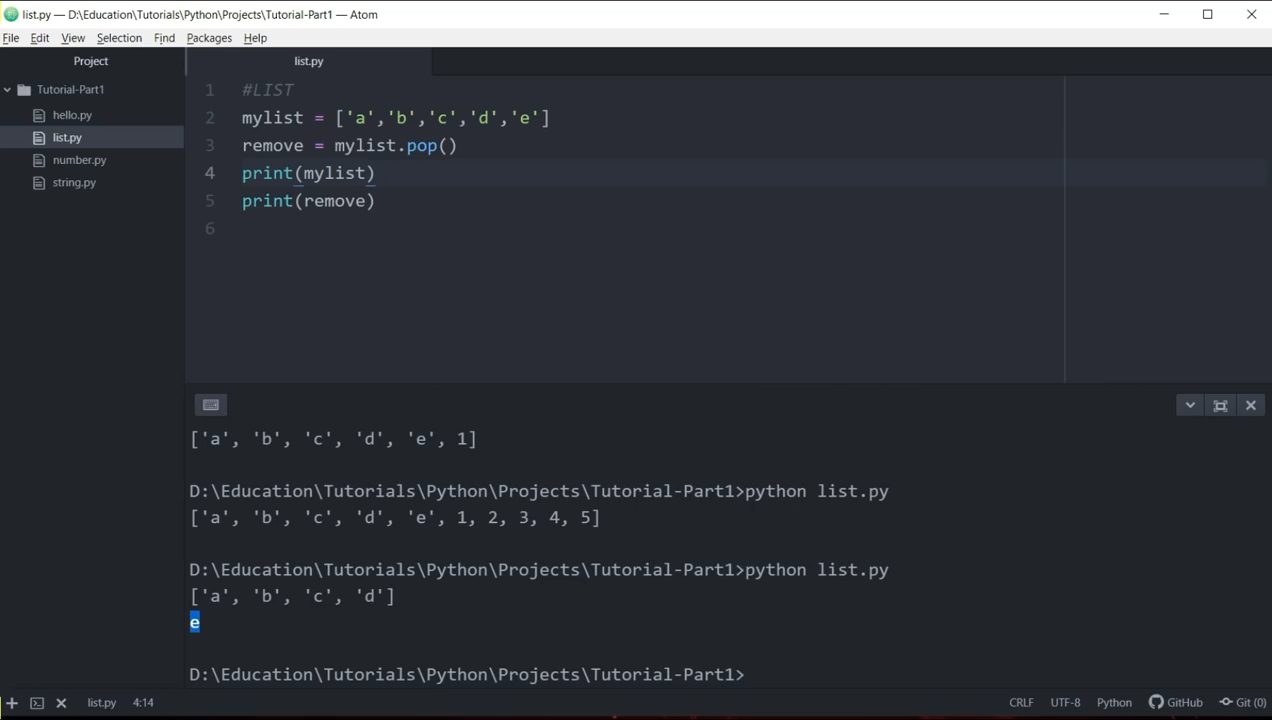 list.py — D:\Education\Tutorials\Python\Projects\Tutorial-Part1 — Atom
File Edit View Selection Find Packages Help
Project
list.py
Tutorial-Part1
hello.py
list.py
number.py
string.py
1 #LIST
2 mylist = ['a','b','c','d','e']
3 remove = mylist.pop()
4 print(mylist)
5 print(remove)
6
['a', 'b', 'c', 'd', 'e', 1]
D:\Education\Tutorials\Python\Projects\Tutorial-Part1>python list.py
['a', 'b', 'c', 'd', 'e', 1, 2, 3, 4, 5]
D:\Education\Tutorials\Python\Projects\Tutorial-Part1>python list.py
['a', 'b', 'c', 'd']
e
D:\Education\Tutorials\Python\Projects\Tutorial-Part1>
list.py 4:14 CRLF UTF-8 Python GitHub Git (0)